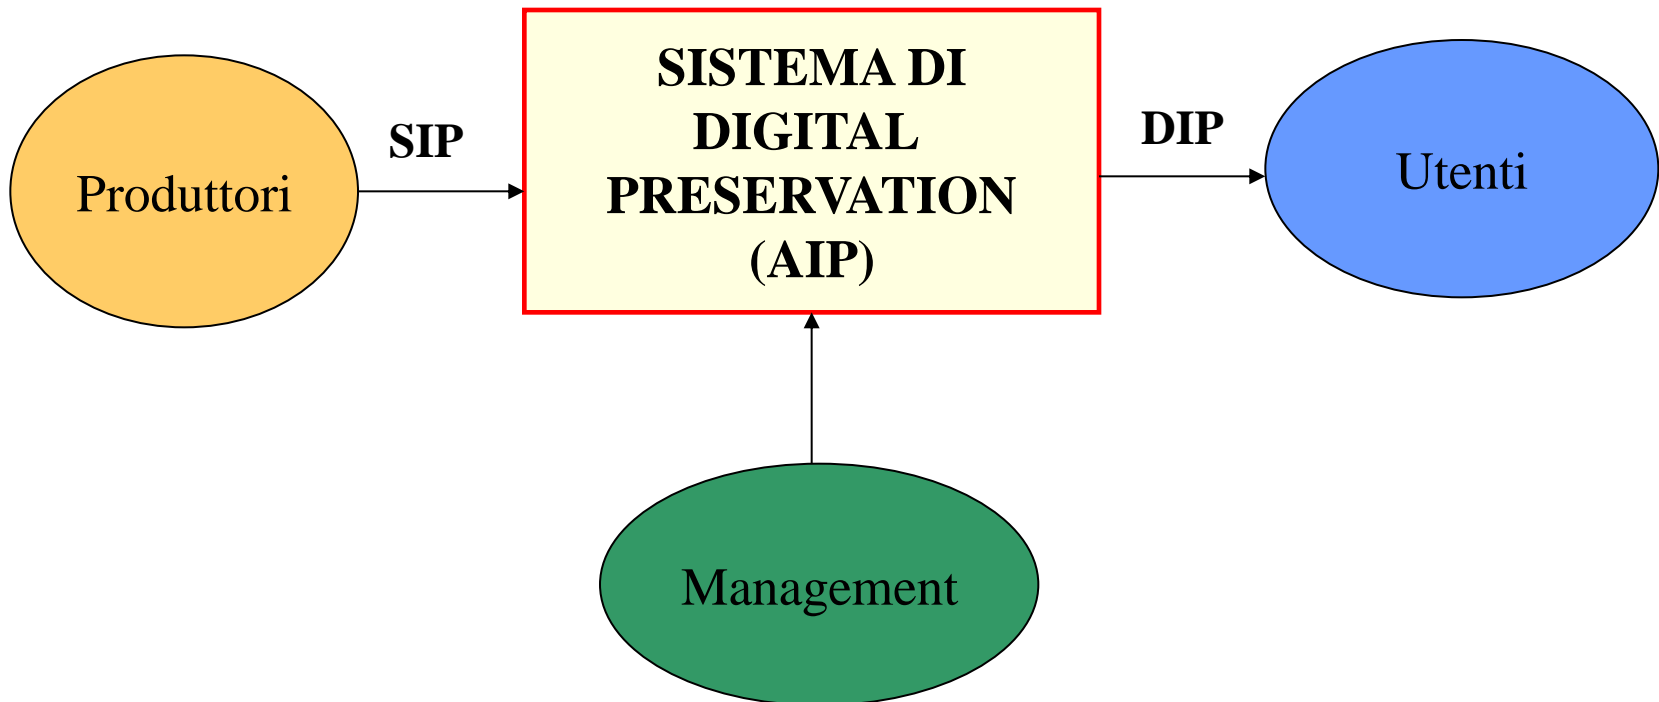 SISTEMA DI
DIGITAL
PRESERVATION
(AIP)
SIP
DIP
Produttori
Utenti
Management